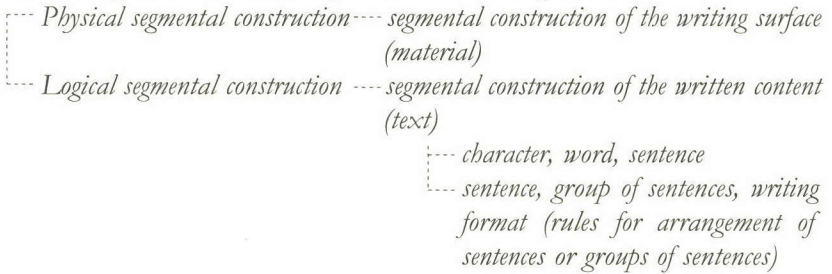 Physical segmental construction ---- segmental construction of the writing surface
(material)
Logical segmental construction ---- segmental construction of the written content
(text)
character, word, sentence
sentence, group of sentences, writing
format (rules for arrangement of
sentences or groups of sentences)